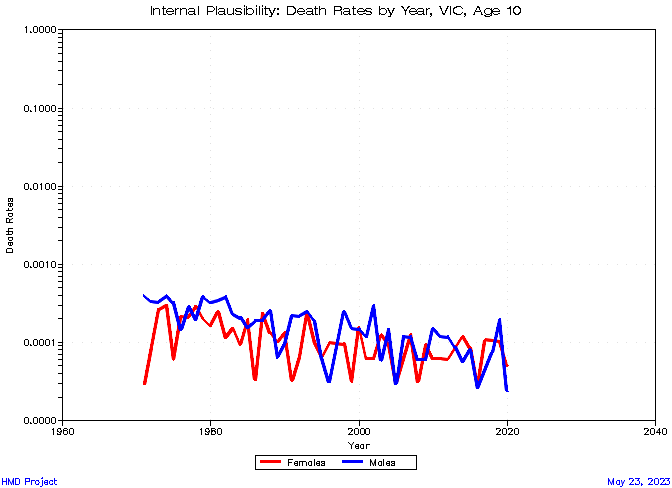 Internal Plausibility: Death Rates by Year, VIC, Age 10
1.0000
0.1000
0.0100
0.0010
0.0001
0.0000
Death Rates
1960 1980 2000 2020 2040
Year
Females Males
HMD Project May 23, 2023